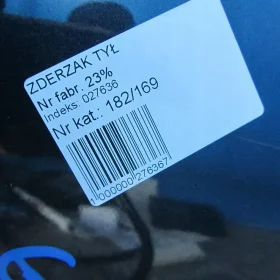 ZDERZAK TYŁ
Nr fabr. 23%
Indeks: 027636
Nr kat.: 182/169
1000000276367